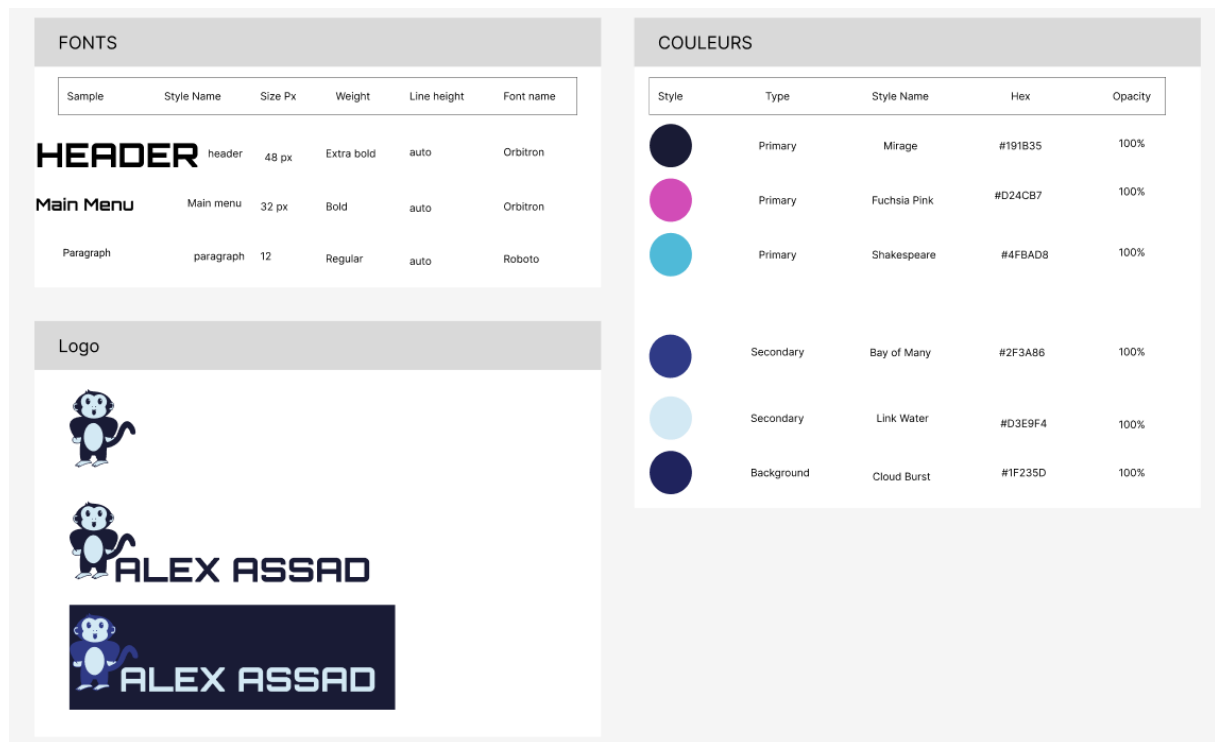 FONTS
Sample Style Name Size Px Weight Line height Font name
HEADER header 48 px Extra bold auto Orbitron
Main Menu Main menu 32 px Bold auto Orbitron
Paragraph paragraph 12 Regular auto Roboto
Logo
ALEX ASSAD
ALEX ASSAD
COULEURS
Style Type Style Name Hex Opacity
Primary Mirage #191B35 100%
Primary Fuchsia Pink #D24CB7 100%
Primary Shakespeare #4FBAD8 100%
Secondary Bay of Many #2F3A86 100%
Secondary Link Water #D3E9F4 100%
Background Cloud Burst #1F235D 100%